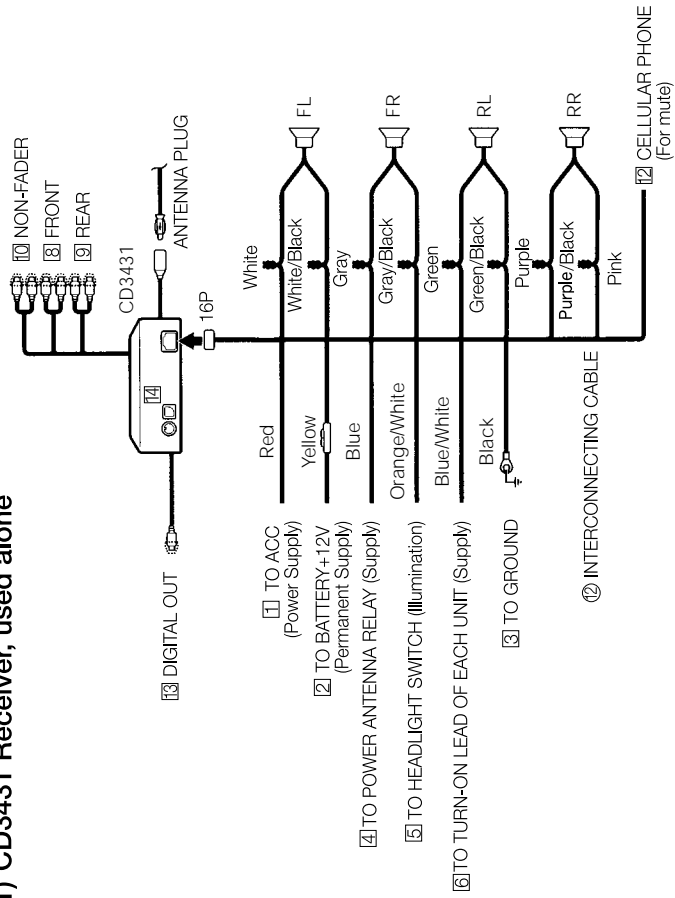 1) CD3431 Receiver, used alone
10 NON-FADER
8 FRONT
9 REAR
CD3431
ANTENNA PLUG
14
16P
13 DIGITAL OUT
1 TO ACC
(Power Supply)
Red
2 TO BATTERY+12V
(Permanent Supply)
Yellow
4 TO POWER ANTENNA RELAY (Supply)
Blue
5 TO HEADLIGHT SWITCH (Illumination)
Orange/White
6 TO TURN-ON LEAD OF EACH UNIT (Supply)
Blue/White
3 TO GROUND
Black
⑫ INTERCONNECTING CABLE
White
White/Black
FL
Gray
Gray/Black
FR
Green
Green/Black
RL
Purple
Purple/Black
RR
Pink
12 CELLULAR PHONE
(For mute)